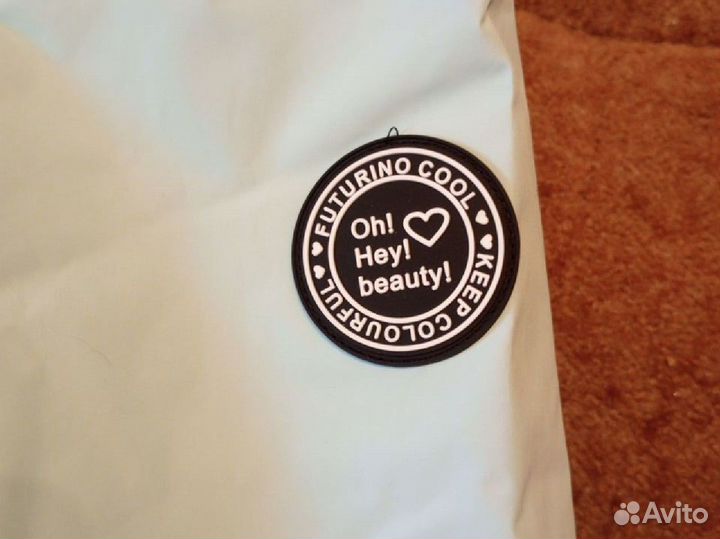 FUTURINO COOL
Oh!
Hey!
beauty!
KEEP COLOURFUL
Avito